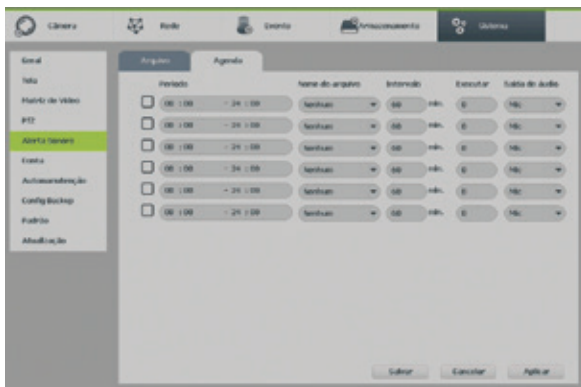 Câmera Rede Evento Armazenamento Sistema
Geral
Tela
Matriz de Vídeo
PTZ
Alerta Sonoro
Conta
Automanutenção
Config Backup
Padrão
Atualização
Arquivo Agenda
Período Nome do arquivo Intervalo Executar Saída de áudio
00 : 00 - 24 : 00 Nenhum 60 min. 0 Mic
00 : 00 - 24 : 00 Nenhum 60 min. 0 Mic
00 : 00 - 24 : 00 Nenhum 60 min. 0 Mic
00 : 00 - 24 : 00 Nenhum 60 min. 0 Mic
00 : 00 - 24 : 00 Nenhum 60 min. 0 Mic
00 : 00 - 24 : 00 Nenhum 60 min. 0 Mic
Salvar Cancelar Aplicar